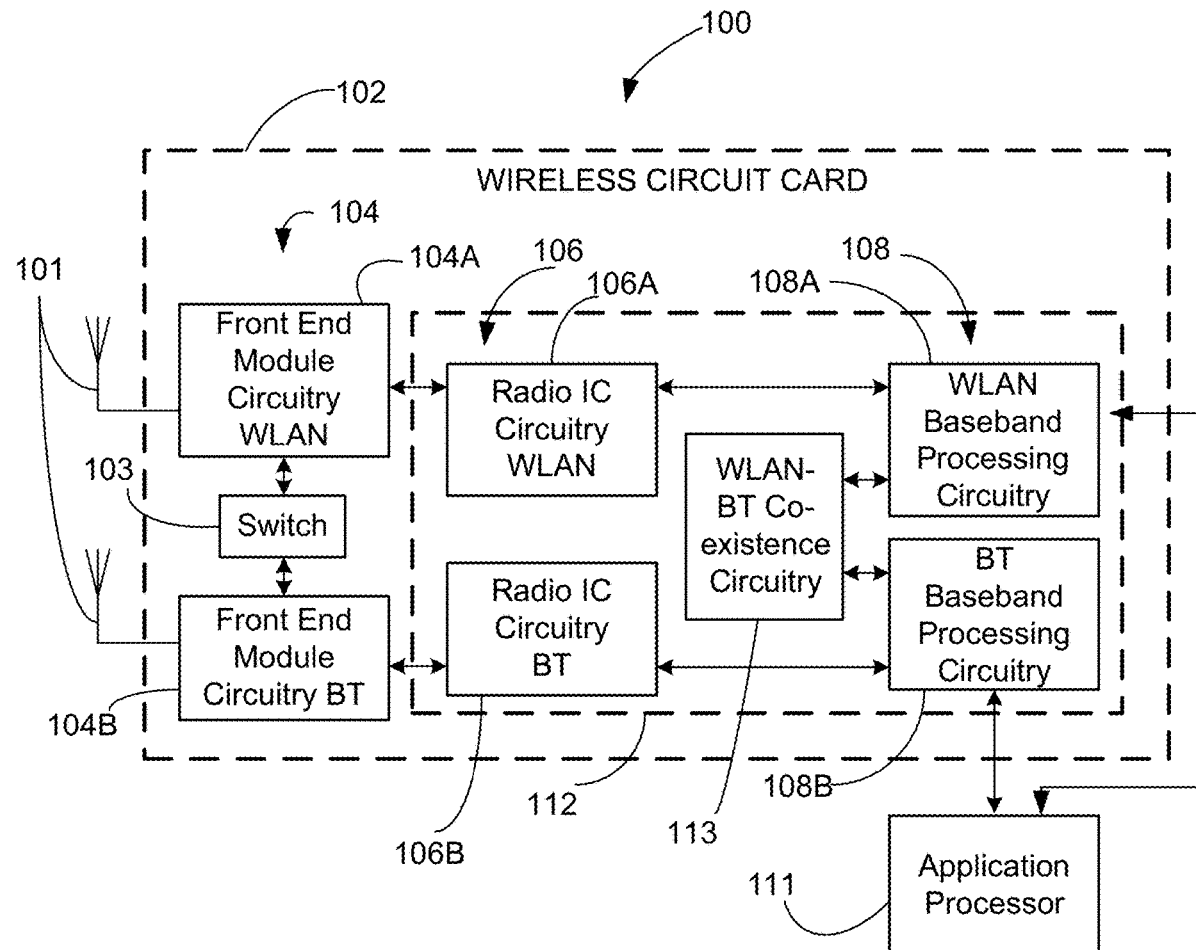 100
102
WIRELESS CIRCUIT CARD
104
104A
101
106
106A
108
108A
Front End
Module
Circuitry
WLAN
Radio IC
Circuitry
WLAN
WLAN
Baseband
Processing
Circuitry
103
Switch
WLAN-
BT Co-
existence
Circuitry
Front End
Module
Circuitry BT
Radio IC
Circuitry
BT
BT
Baseband
Processing
Circuitry
104B
106B
112
113
108B
111
Application
Processor